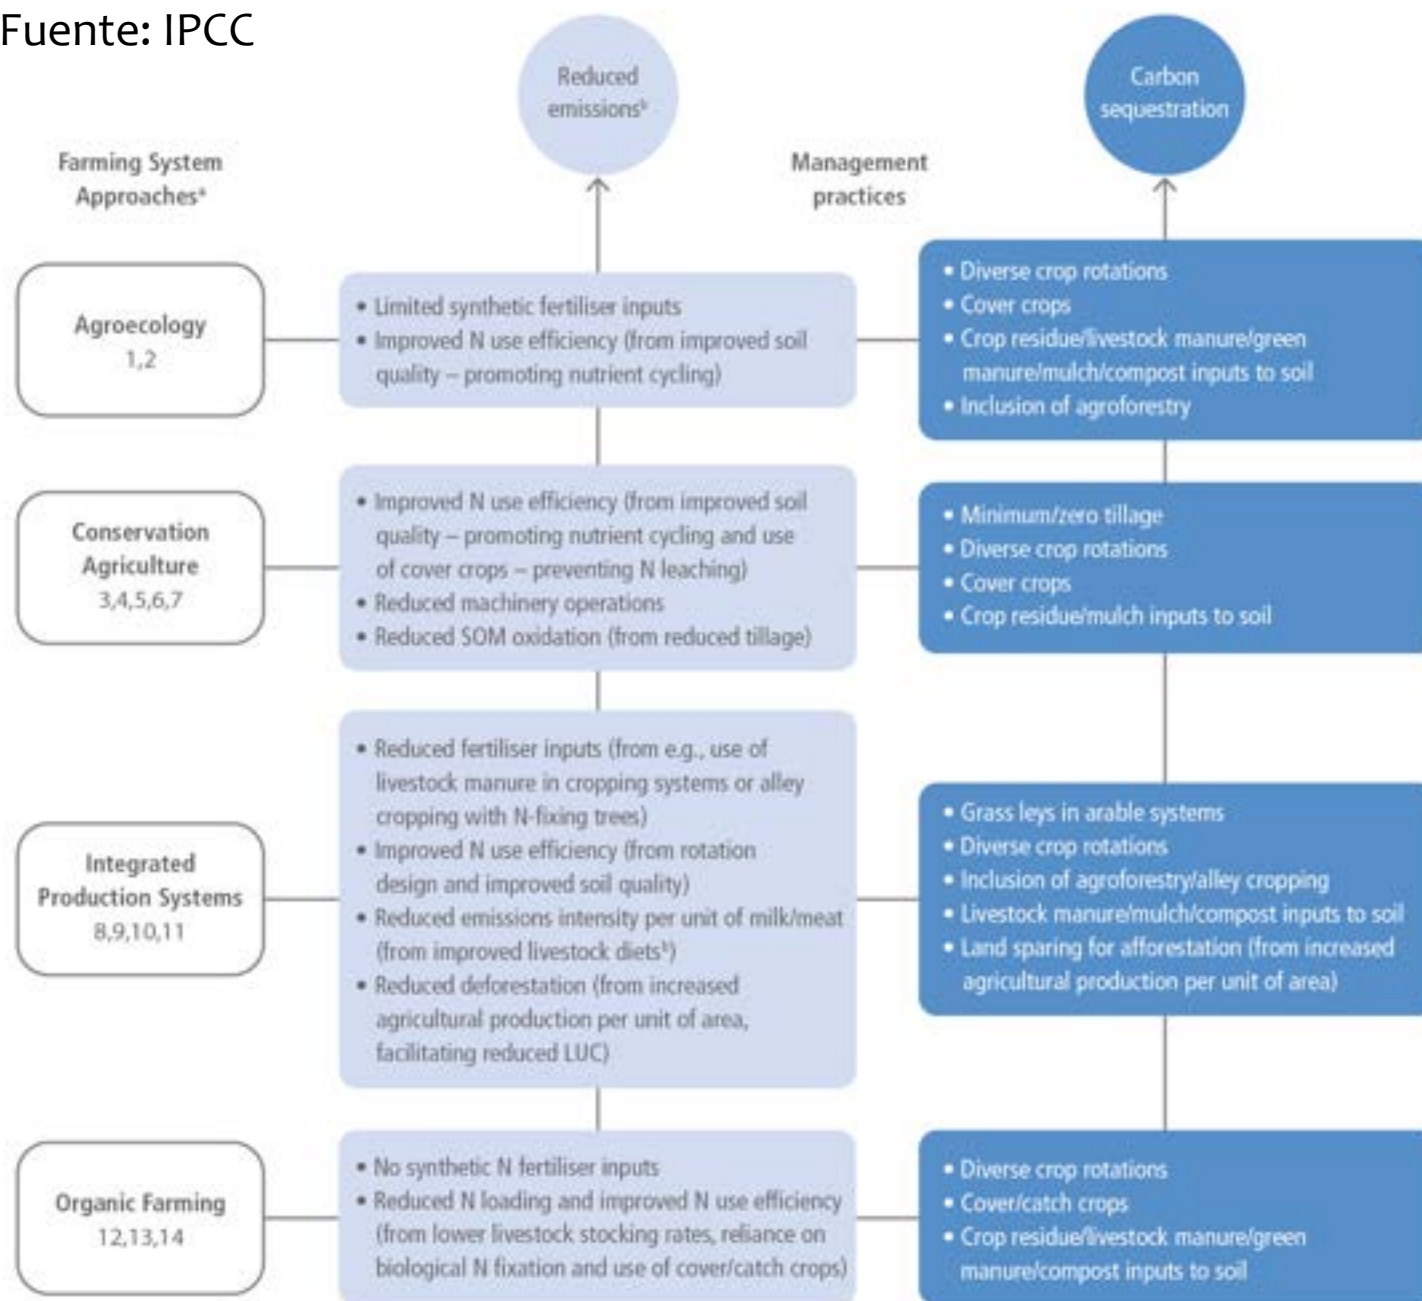 Fuente: IPCC
Reduced
emissionsᵇ
Carbon
sequestration
Farming System
Approachesᵃ
Management
practices
Agroecology
1,2
• Limited synthetic fertiliser inputs
• Improved N use efficiency (from improved soil
quality – promoting nutrient cycling)
• Diverse crop rotations
• Cover crops
• Crop residue/livestock manure/green
manure/mulch/compost inputs to soil
• Inclusion of agroforestry
Conservation
Agriculture
3,4,5,6,7
• Improved N use efficiency (from improved soil
quality – promoting nutrient cycling and use
of cover crops – preventing N leaching)
• Reduced machinery operations
• Reduced SOM oxidation (from reduced tillage)
• Minimum/zero tillage
• Diverse crop rotations
• Cover crops
• Crop residue/mulch inputs to soil
Integrated
Production Systems
8,9,10,11
• Reduced fertiliser inputs (from e.g., use of
livestock manure in cropping systems or alley
cropping with N-fixing trees)
• Improved N use efficiency (from rotation
design and improved soil quality)
• Reduced emissions intensity per unit of milk/meat
(from improved livestock dietsᵇ)
• Reduced deforestation (from increased
agricultural production per unit of area,
facilitating reduced LUC)
• Grass leys in arable systems
• Diverse crop rotations
• Inclusion of agroforestry/alley cropping
• Livestock manure/mulch/compost inputs to soil
• Land sparing for afforestation (from increased
agricultural production per unit of area)
Organic Farming
12,13,14
• No synthetic N fertiliser inputs
• Reduced N loading and improved N use efficiency
(from lower livestock stocking rates, reliance on
biological N fixation and use of cover/catch crops)
• Diverse crop rotations
• Cover/catch crops
• Crop residue/livestock manure/green
manure/compost inputs to soil